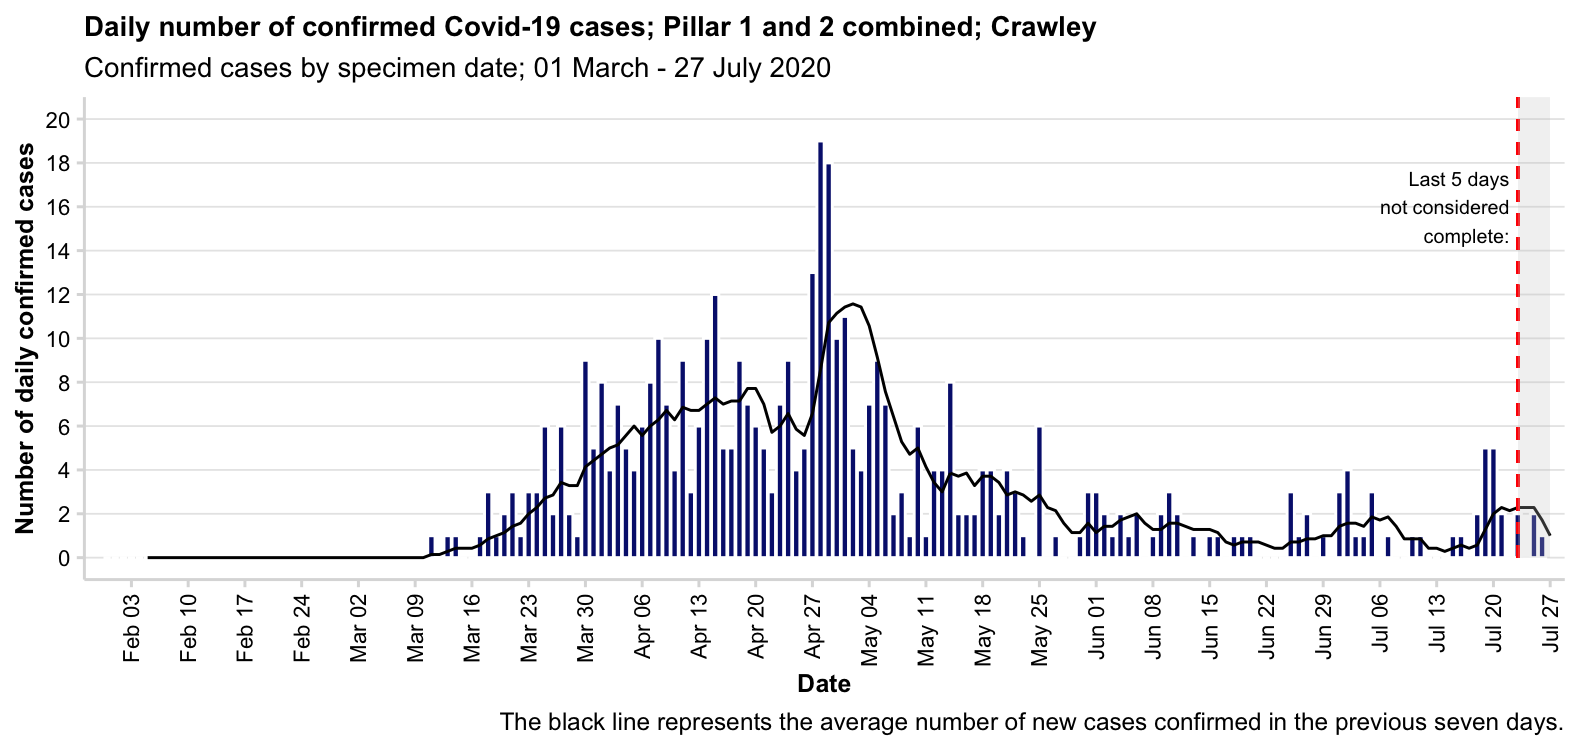 Daily number of confirmed Covid-19 cases; Pillar 1 and 2 combined; Crawley
Confirmed cases by specimen date; 01 March - 27 July 2020
Number of daily confirmed cases
20
18
16
14
12
10
8
6
4
2
0
Last 5 days
not considered
complete:
Feb 03
Feb 10
Feb 17
Feb 24
Mar 02
Mar 09
Mar 16
Mar 23
Mar 30
Apr 06
Apr 13
Apr 20
Apr 27
May 04
May 11
May 18
May 25
Jun 01
Jun 08
Jun 15
Jun 22
Jun 29
Jul 06
Jul 13
Jul 20
Jul 27
Date
The black line represents the average number of new cases confirmed in the previous seven days.